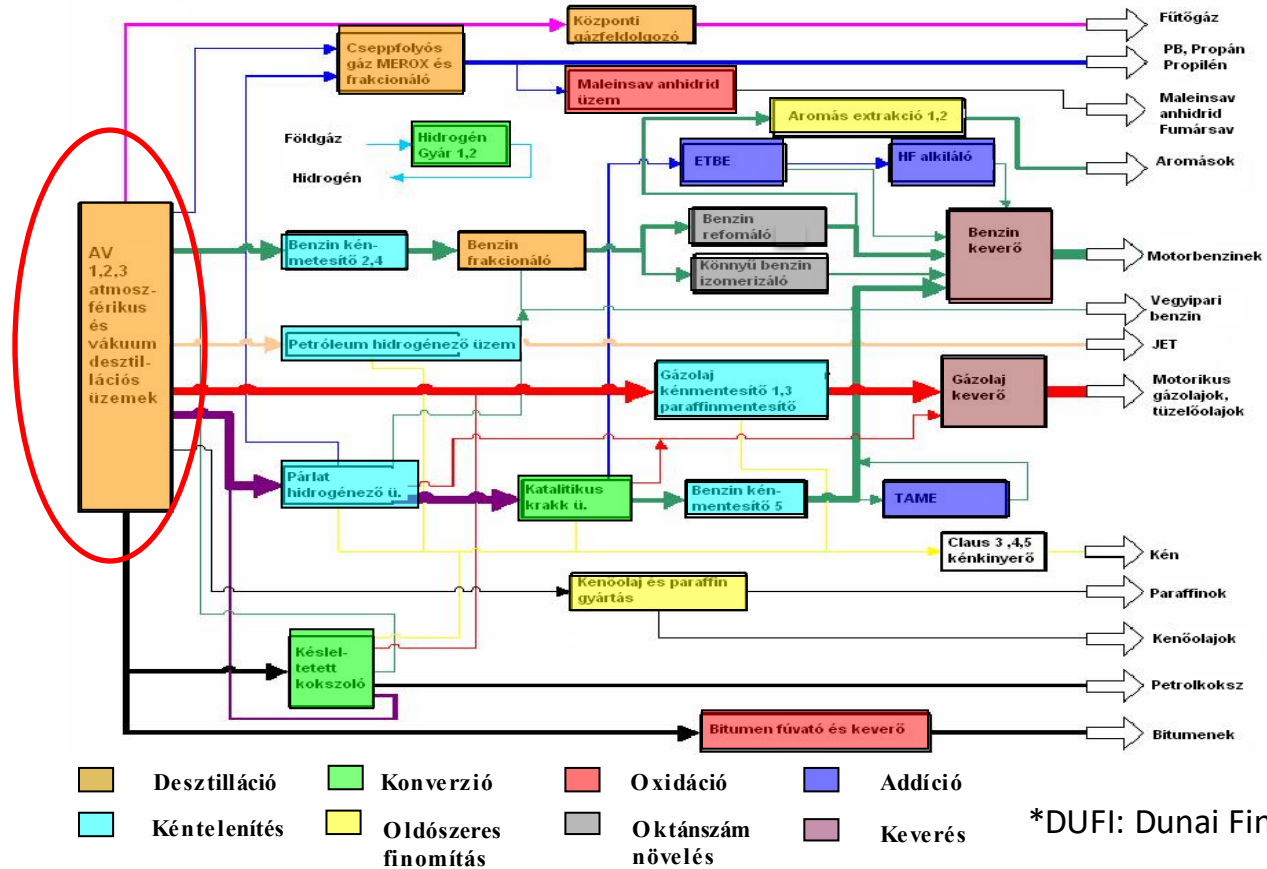 Központi
gázfeldolgozó
Fűtőgáz
Cseppfolyós
gáz MEROX és
frakcionáló
PB, Propán
Propilén
Maleinsav anhidrid
üzem
Maleinsav
anhidrid
Fumársav
Aromás extrakció 1,2
Aromások
Földgáz
Hidrogén
Gyár 1,2
Hidrogén
ETBE
HF alkiláló
AV
1,2,3
atmosz-
férikus
és
vákuum
desztil-
lációs
üzemek
Benzin kén-
metesítő 2,4
Benzin
frakcionáló
Benzin
refomáló
Könnyű benzin
izomerizáló
Benzin
keverő
Motorbenzinek
Vegyipari
benzin
Petróleum hidrogénező üzem
JET
Gázolaj
kénmentesítő 1,3
paraffinmentesítő
Gázolaj
keverő
Motorikus
gázolajok,
tüzelőolajok
Párlat
hidrogénező ü.
Katalitikus
krakk ü.
Benzin kén-
mentesítő 5
TAME
Claus 3 ,4,5
kénkinyerő
Kén
Kenőolaj és paraffin
gyártás
Paraffinok
Kenőolajok
Késlel-
tetett
kokszoló
Petrolkoksz
Bitumen fúvató és keverő
Bitumenek
Desztilláció
Konverzió
Oxidáció
Addíció
Kéntelenítés
Oldószeres
finomítás
Oktánszám
növelés
Keverés
*DUFI: Dunai Fin